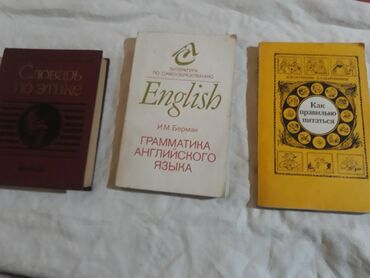 Словарь
по этике
ЛИТЕРАТУРА
ПО САМООБРАЗОВАНИЮ
English
И.М.Берман
ГРАММАТИКА
АНГЛИЙСКОГО
ЯЗЫКА
Как
правильно
питаться